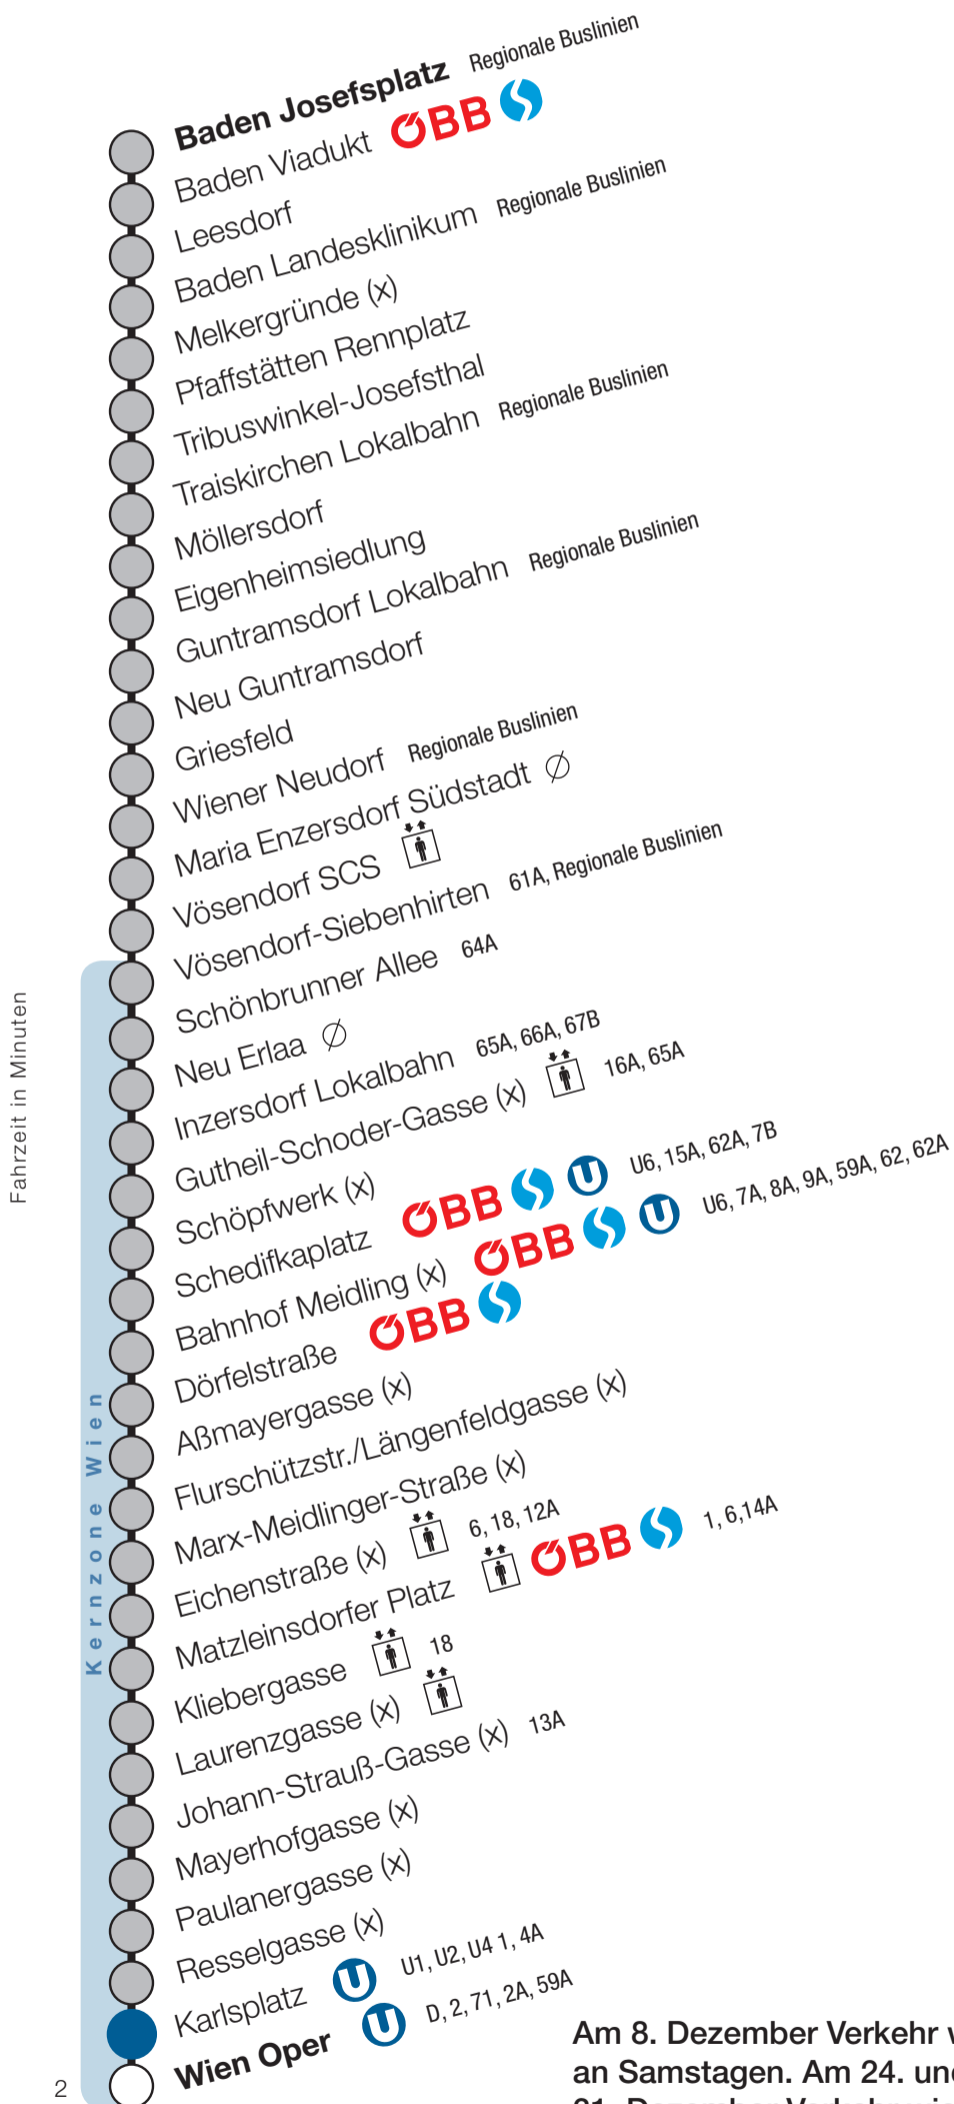 Baden Josefsplatz Regionale Buslinien
Baden Viadukt ÖBB
Leesdorf
Baden Landesklinikum Regionale Buslinien
Melkergründe (x)
Pfaffstätten Rennplatz
Tribuswinkel-Josefsthal
Traiskirchen Lokalbahn Regionale Buslinien
Möllersdorf
Eigenheimsiedlung
Guntramsdorf Lokalbahn Regionale Buslinien
Neu Guntramsdorf
Griesfeld
Wiener Neudorf Regionale Buslinien
Maria Enzersdorf Südstadt
Vösendorf SCS
Vösendorf-Siebenhirten 61A, Regionale Buslinien
Schönbrunner Allee 64A
Neu Erlaa
Inzersdorf Lokalbahn 65A, 66A, 67B
Gutheil-Schoder-Gasse (x) 16A, 65A
Schöpfwerk (x)
Schedifkaplatz ÖBB U U6, 15A, 62A, 7B
Bahnhof Meidling (x) ÖBB U U6, 7A, 8A, 9A, 59A, 62, 62A
Dörfelstraße ÖBB
Aßmayergasse (x)
Flurschützstr./Längenfeldgasse (x)
Marx-Meidlinger-Straße (x)
Eichenstraße (x) 6, 18, 12A
Matzleinsdorfer Platz ÖBB 1, 6,14A
Kliebergasse 18
Laurenzgasse (x)
Johann-Strauß-Gasse (x) 13A
Mayerhofgasse (x)
Paulanergasse (x)
Resselgasse (x)
Karlsplatz U U1, U2, U4 1, 4A
Wien Oper U D, 2, 71, 2A, 59A
Fahrzeit in Minuten
Kernzone Wien
2
Am 8. Dezember Verkehr
an Samstagen. Am 24.